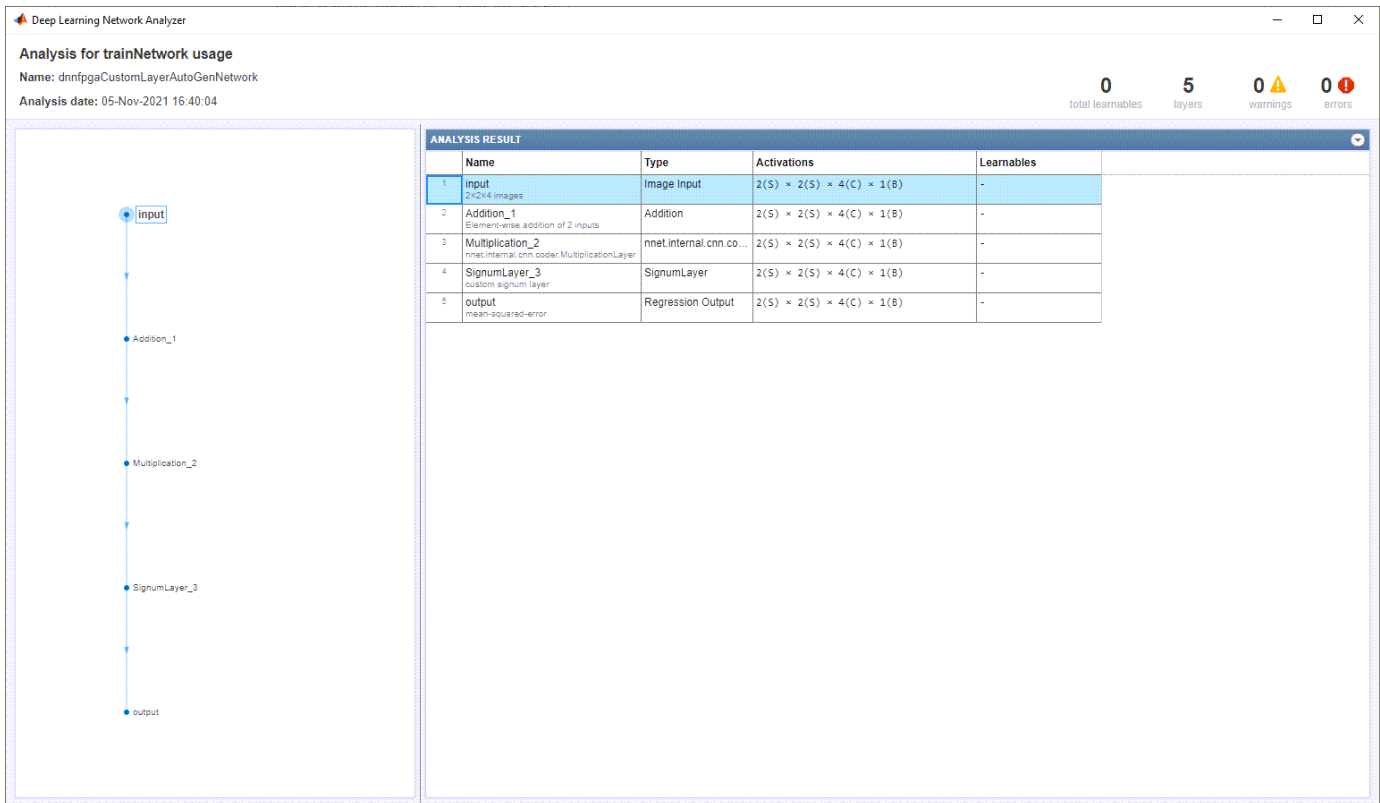 Deep Learning Network Analyzer
Analysis for trainNetwork usage
Name: dnnfpgaCustomLayerAutoGenNetwork
Analysis date: 05-Nov-2021 16:40:04
0 5 0 0
total learnables layers warnings errors
input
Addition_1
Multiplication_2
SignumLayer_3
output
ANALYSIS RESULT
Name Type Activations Learnables
1 input Image Input 2(S) × 2(S) × 4(C) × 1(B) -
2×2×4 images
2 Addition_1 Addition 2(S) × 2(S) × 4(C) × 1(B) -
Element-wise addition of 2 inputs
3 Multiplication_2 nnet.internal.cnn.co... 2(S) × 2(S) × 4(C) × 1(B) -
nnet.internal.cnn.coder.MultiplicationLayer
4 SignumLayer_3 SignumLayer 2(S) × 2(S) × 4(C) × 1(B) -
custom signum layer
5 output Regression Output 2(S) × 2(S) × 4(C) × 1(B) -
mean-squared-error